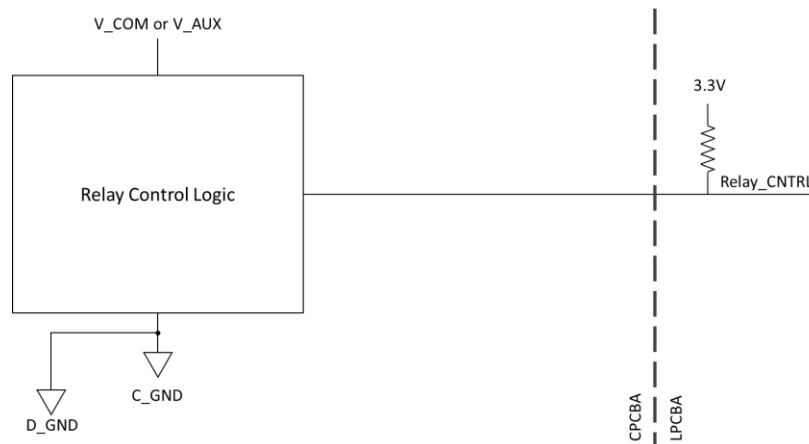 V_COM or V_AUX
3.3V
Relay Control Logic
Relay_CNTRL
C_GND
D_GND
CPCBA
LPCBA